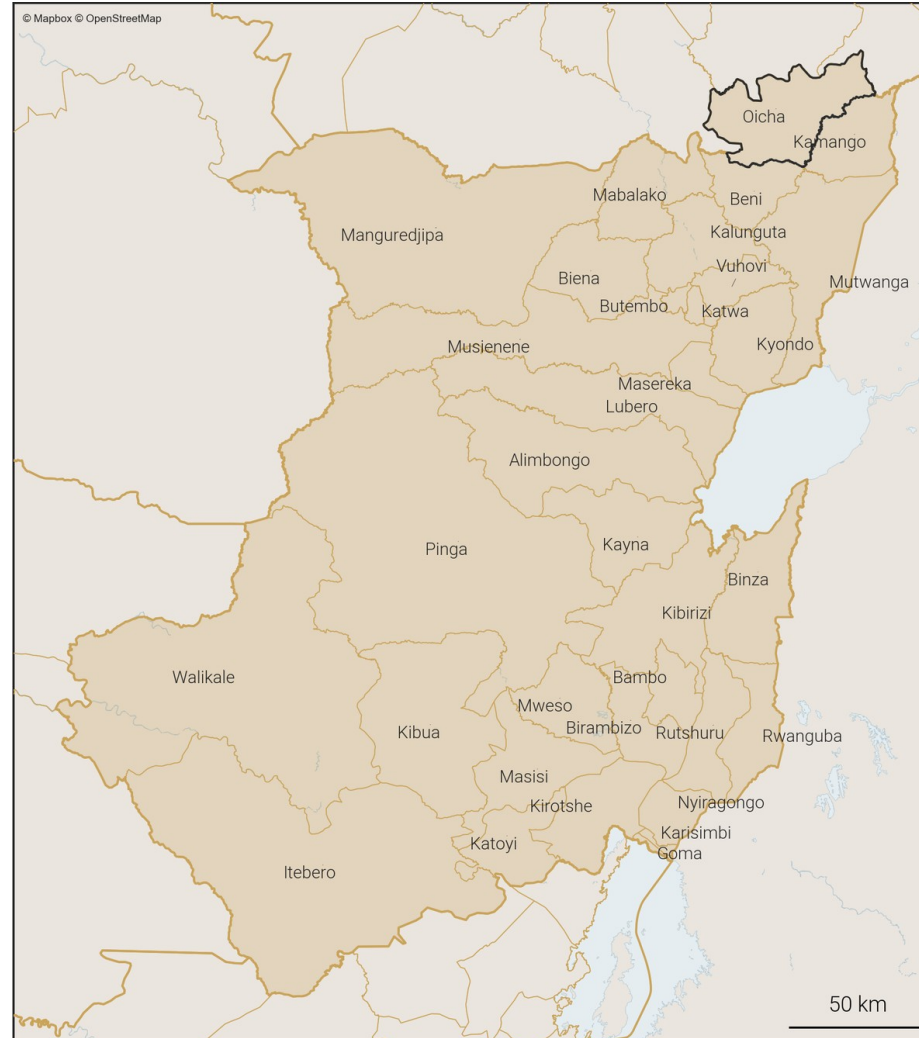 © Mapbox © OpenStreetMap
Oicha
Kamango
Mabalako
Beni
Manguredjipa
Kalunguta
Vuhovi
Biena
Mutwanga
Butembo
Katwa
Musienene
Kyondo
Masereka
Lubero
Alimbongo
Pinga
Kayna
Binza
Kibirizi
Walikale
Bambo
Mweso
Birambizo
Kibua
Rutshuru
Rwanguba
Masisi
Kirotshe
Nyiragongo
Karisimbi
Katoyi
Goma
Itebero
50 km